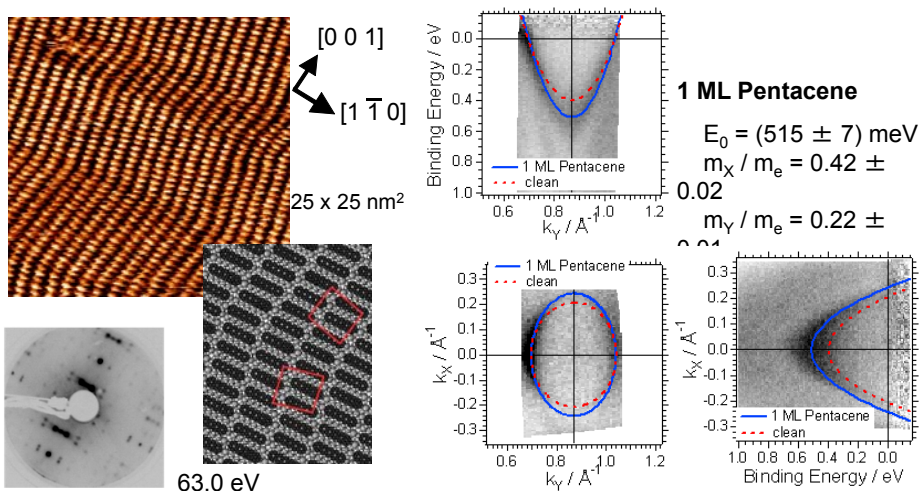 [0 0 1]
[1 1̅ 0]
25 x 25 nm²
63.0 eV
Binding Energy / eV
0.0
0.2
0.4
0.6
0.8
1.0
1 ML Pentacene
clean
0.6 0.8 1.0 1.2
k_Y / Å⁻¹
1 ML Pentacene
E₀ = (515 ± 7) meV
m_X / m_e = 0.42 ±
0.02
m_Y / m_e = 0.22 ±
0.01
1 ML Pentacene
clean
k_X / Å⁻¹
0.3
0.2
0.1
0.0
-0.1
-0.2
-0.3
0.6 0.8 1.0 1.2
k_Y / Å⁻¹
k_X / Å⁻¹
0.3
0.2
0.1
0.0
-0.1
-0.2
-0.3
1 ML Pentacene
clean
1.0 0.8 0.6 0.4 0.2 0.0
Binding Energy / eV